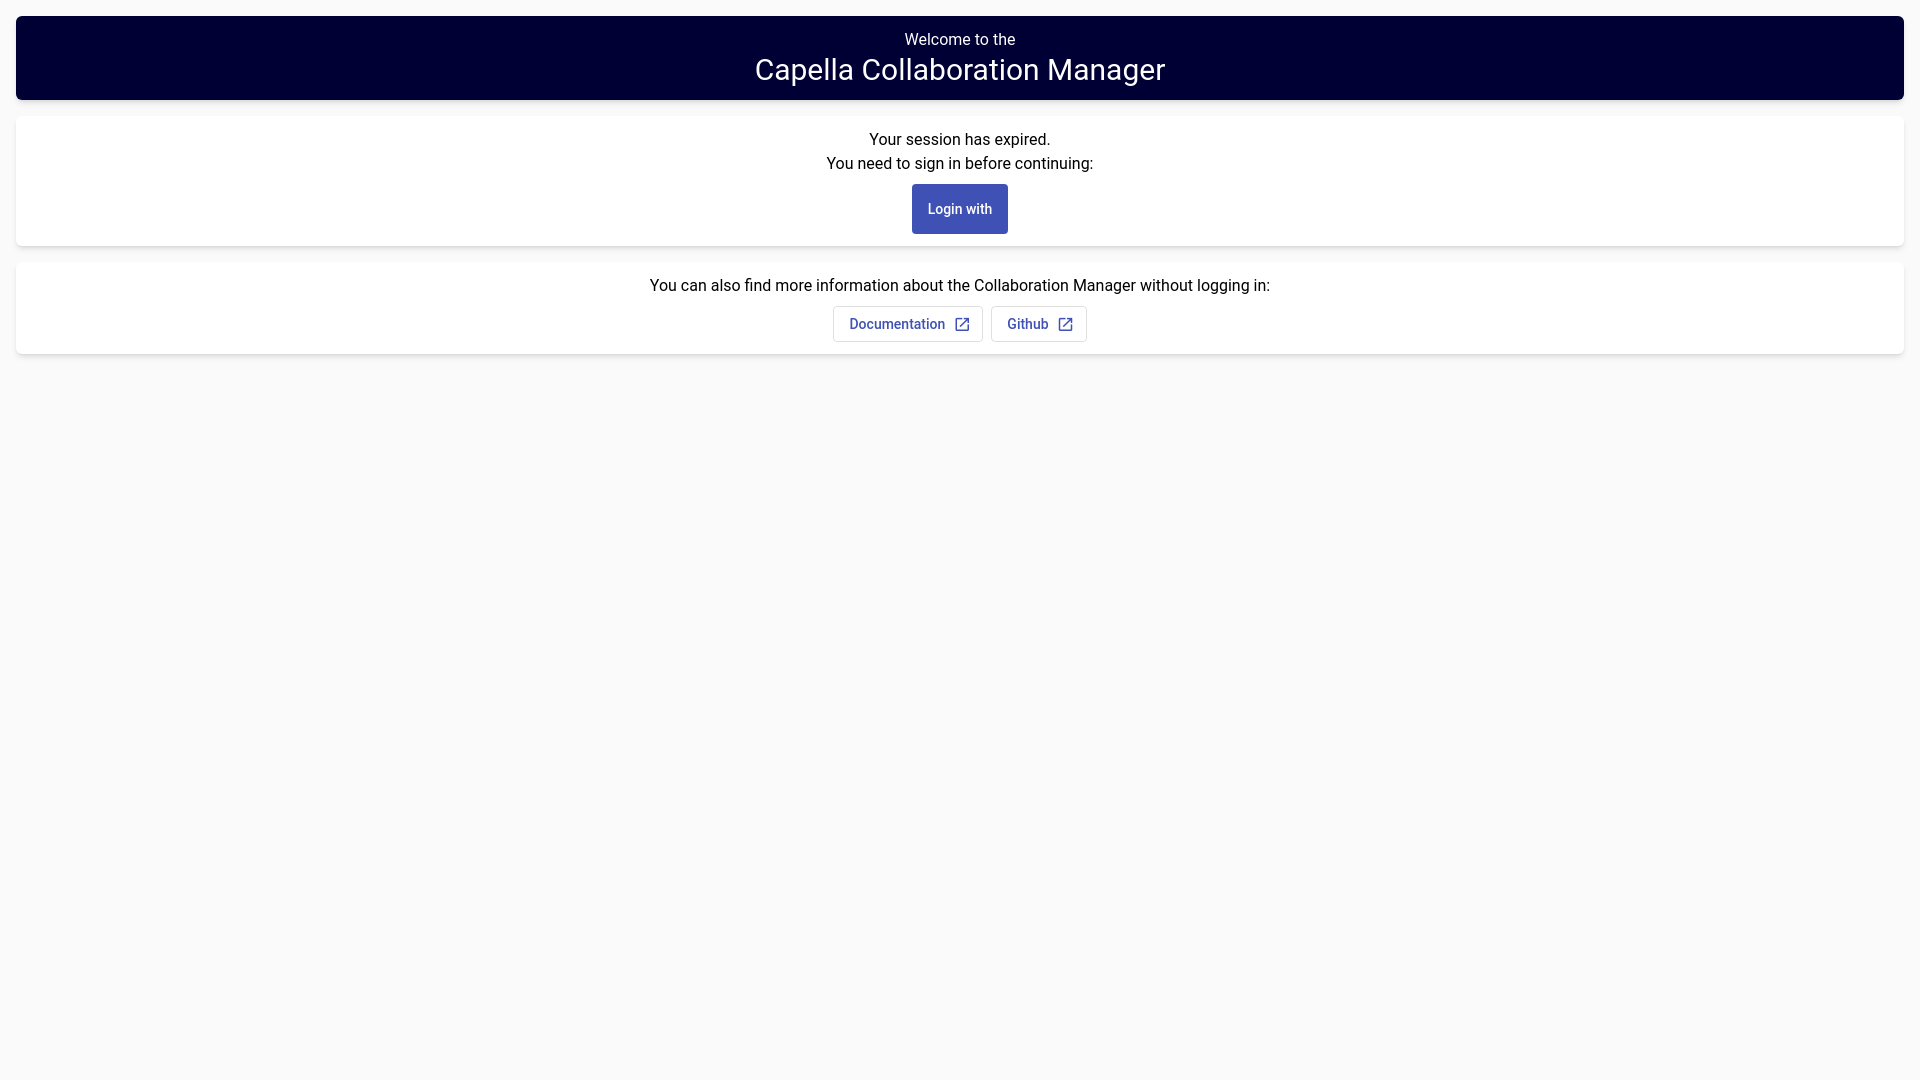 Welcome to the
Capella Collaboration Manager
Your session has expired.
You need to sign in before continuing:
Login with
You can also find more information about the Collaboration Manager without logging in:
Documentation
Github